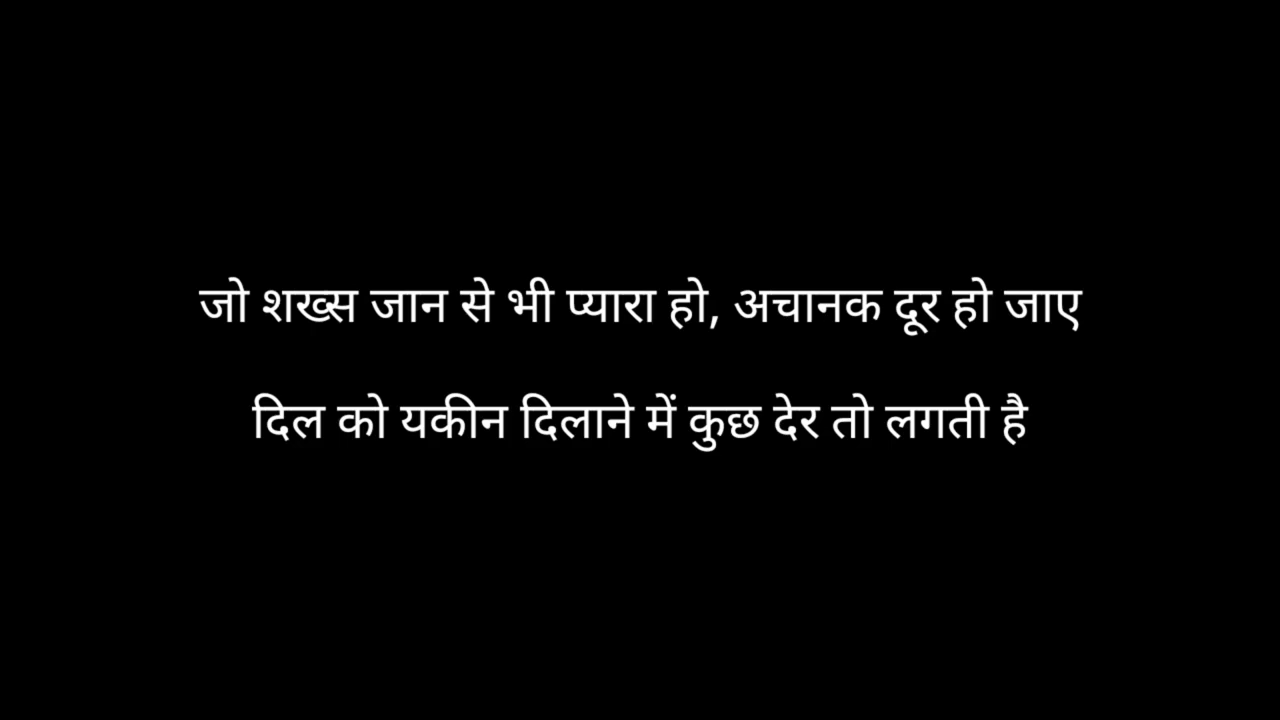 जो शख्स जान से भी प्यारा हो, अचानक दूर हो जाए
दिल को यकीन दिलाने में कुछ देर तो लगती है